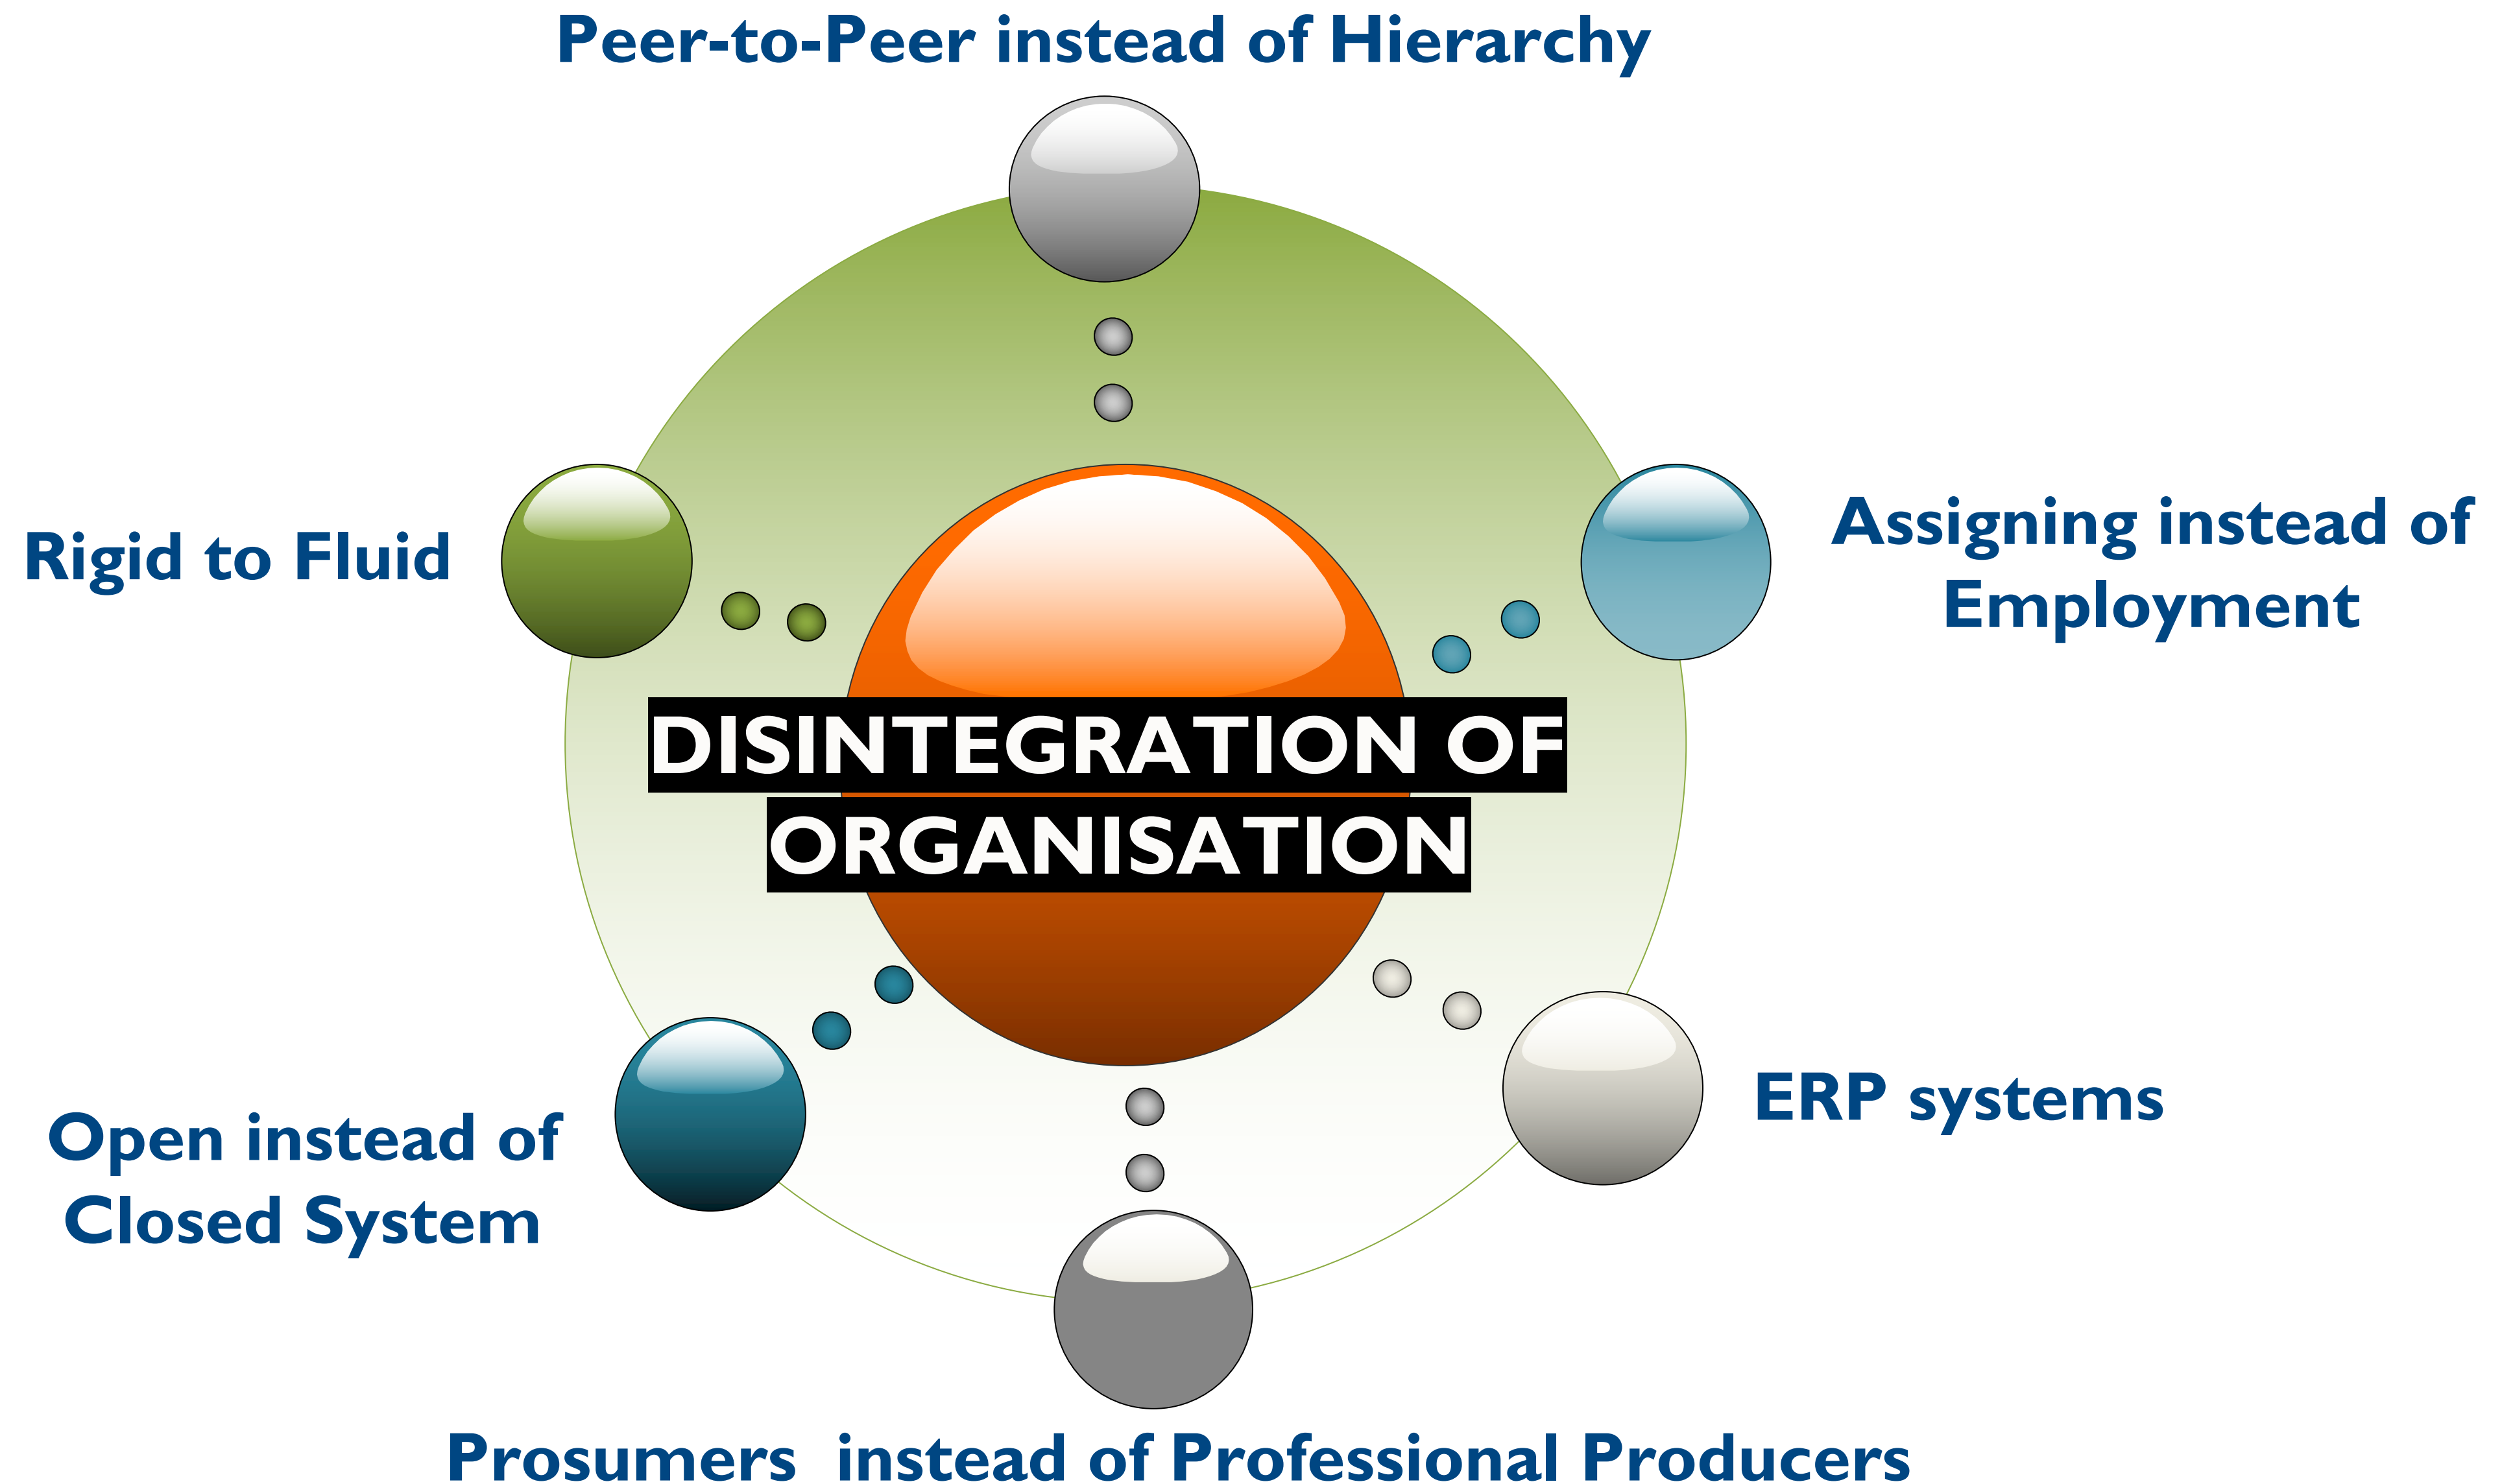 Peer-to-Peer instead of Hierarchy
Rigid to Fluid
Assigning instead of
Employment
DISINTEGRATION OF
ORGANISATION
Open instead of
Closed System
ERP systems
Prosumers instead of Professional Producers